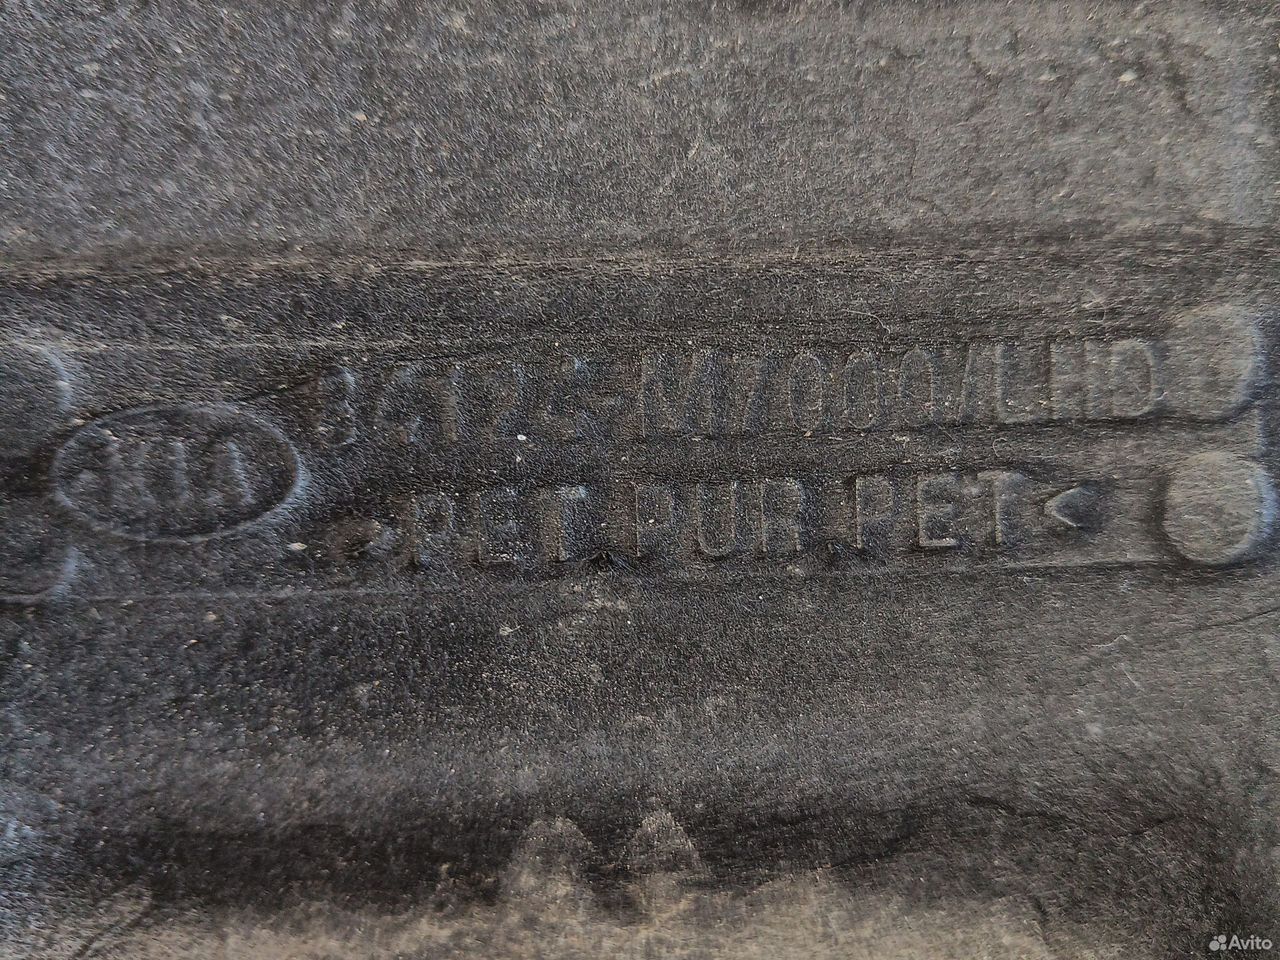 KIA
84124-M7000/LHD
>PET PUR PET<
Avito